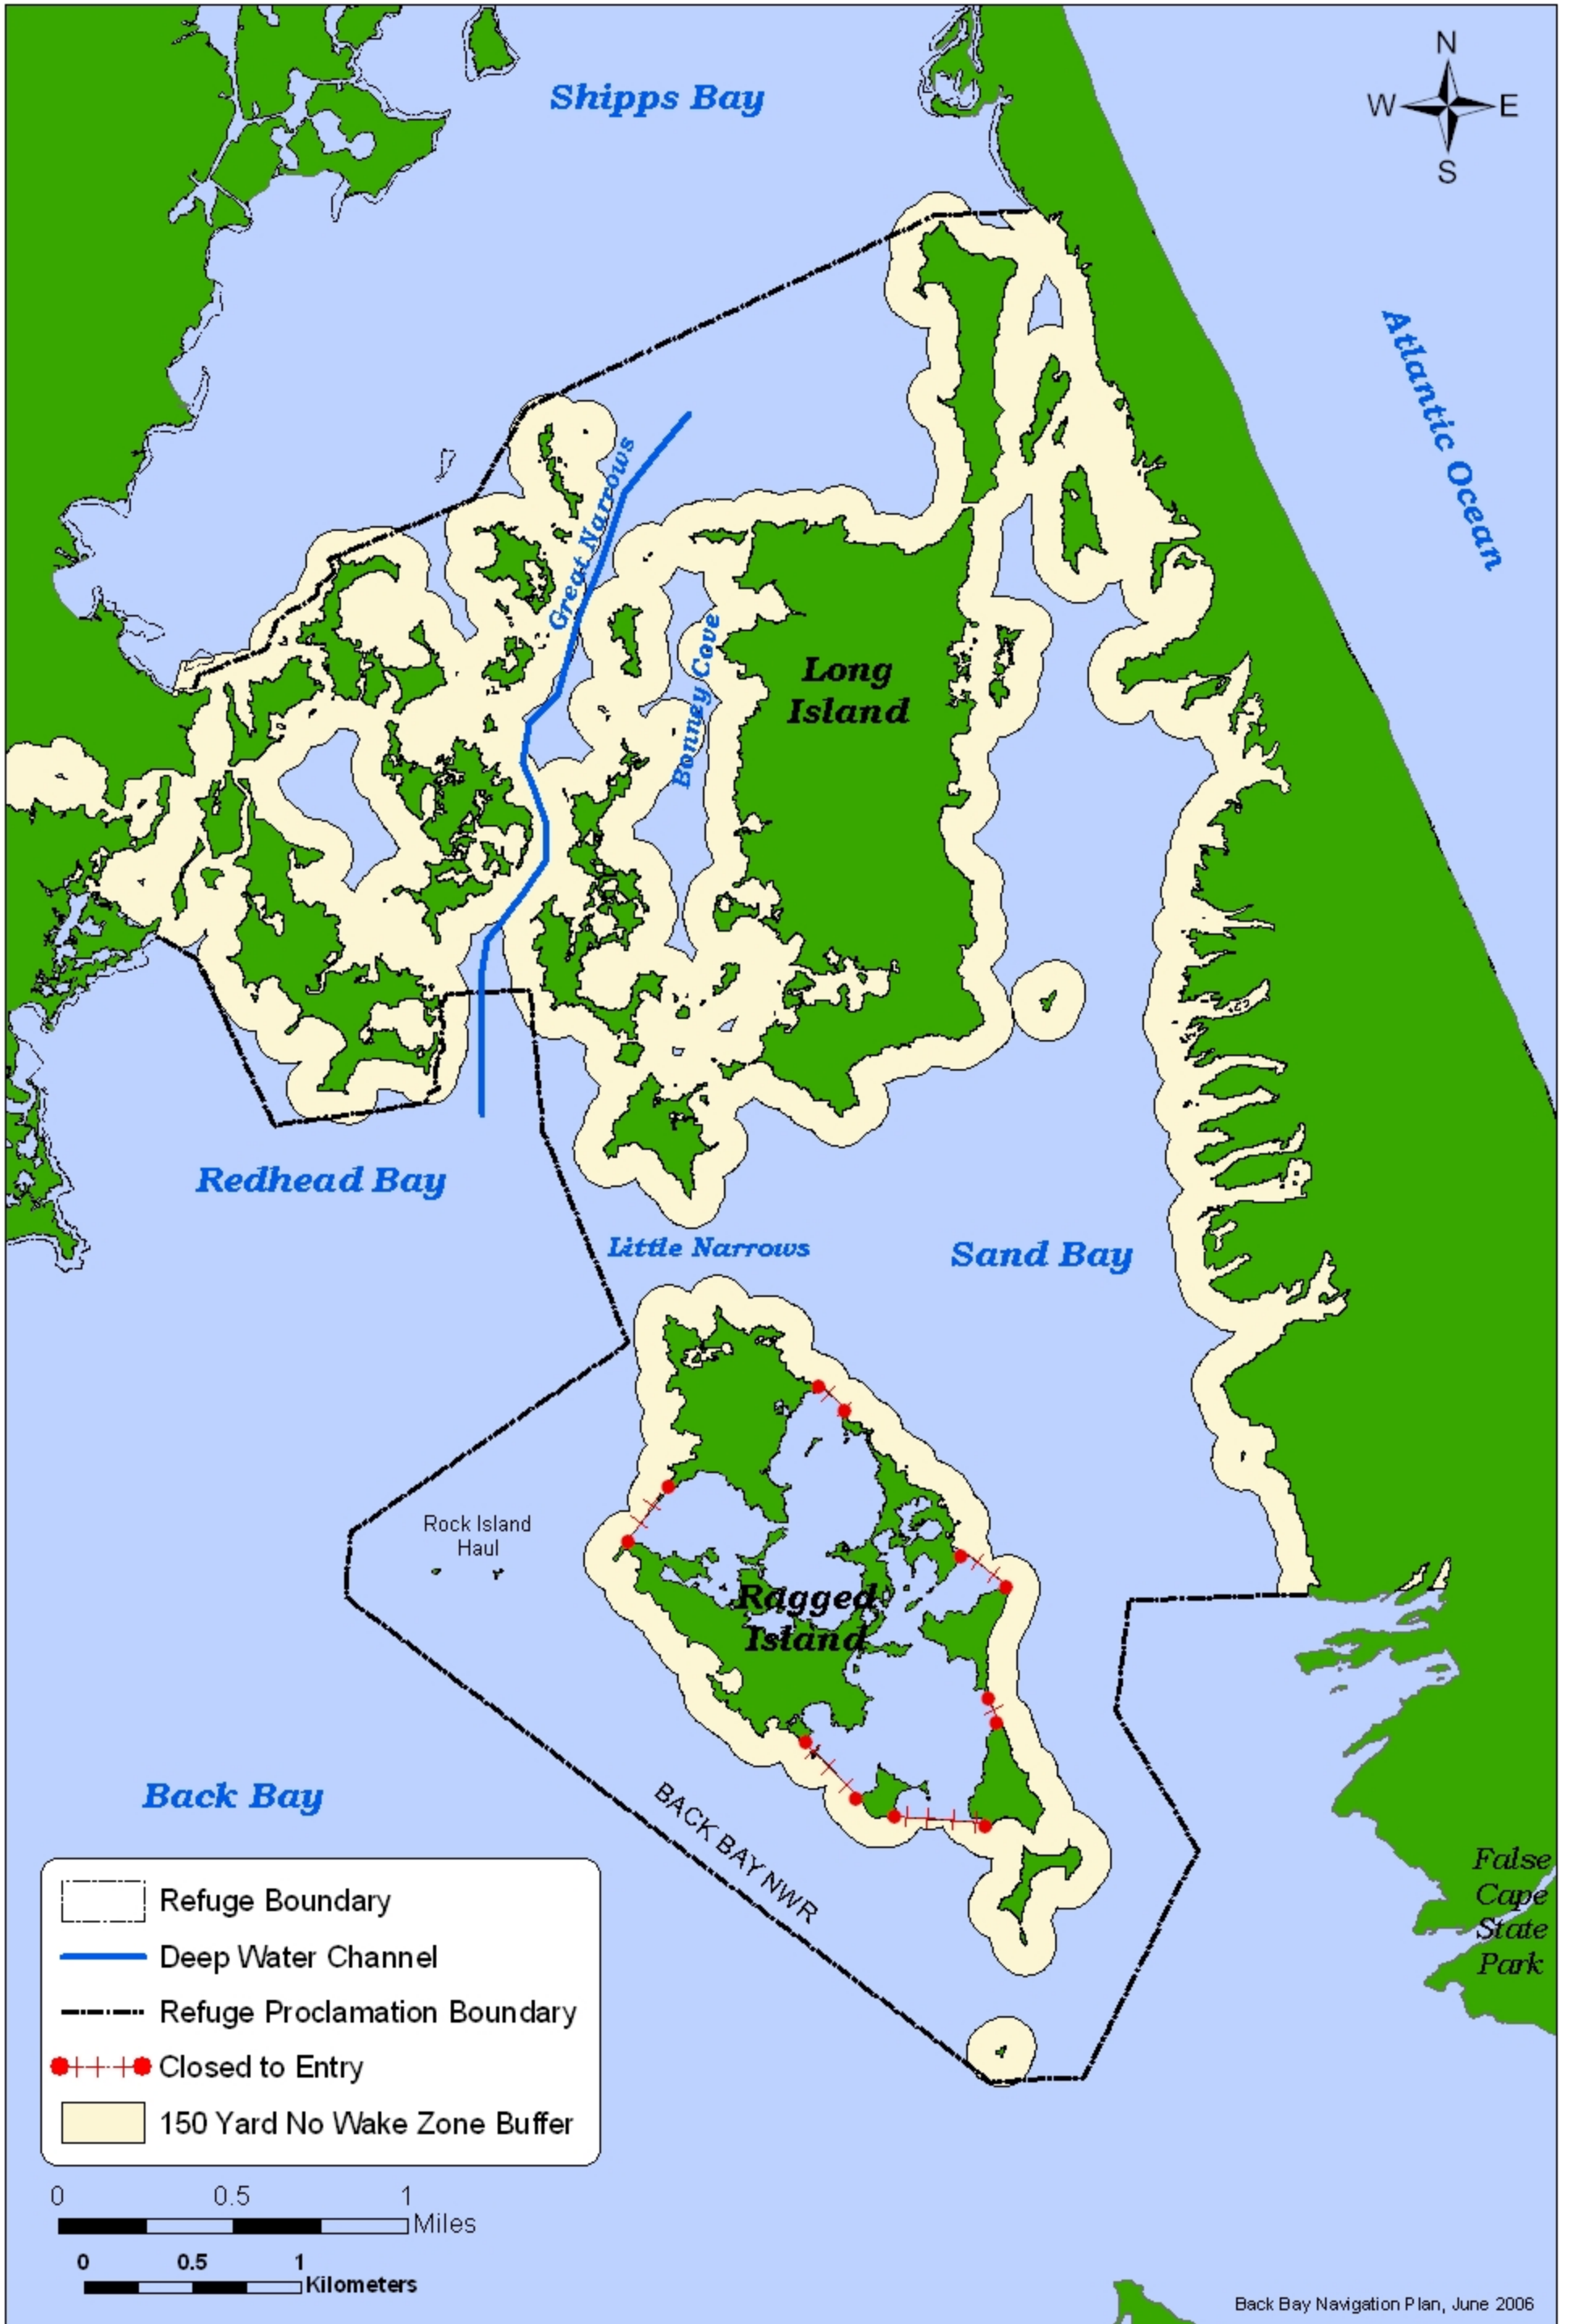 N
W E
S
Shipps Bay
Atlantic Ocean
Great Narrows
Bonney Cove
Long
Island
Redhead Bay
Little Narrows
Sand Bay
Rock Island
Haul
Ragged
Island
Back Bay
BACK BAY NWR
False
Cape
State
Park
Refuge Boundary
Deep Water Channel
Refuge Proclamation Boundary
Closed to Entry
150 Yard No Wake Zone Buffer
0 0.5 1
Miles
0 0.5 1
Kilometers
Back Bay Navigation Plan, June 2006